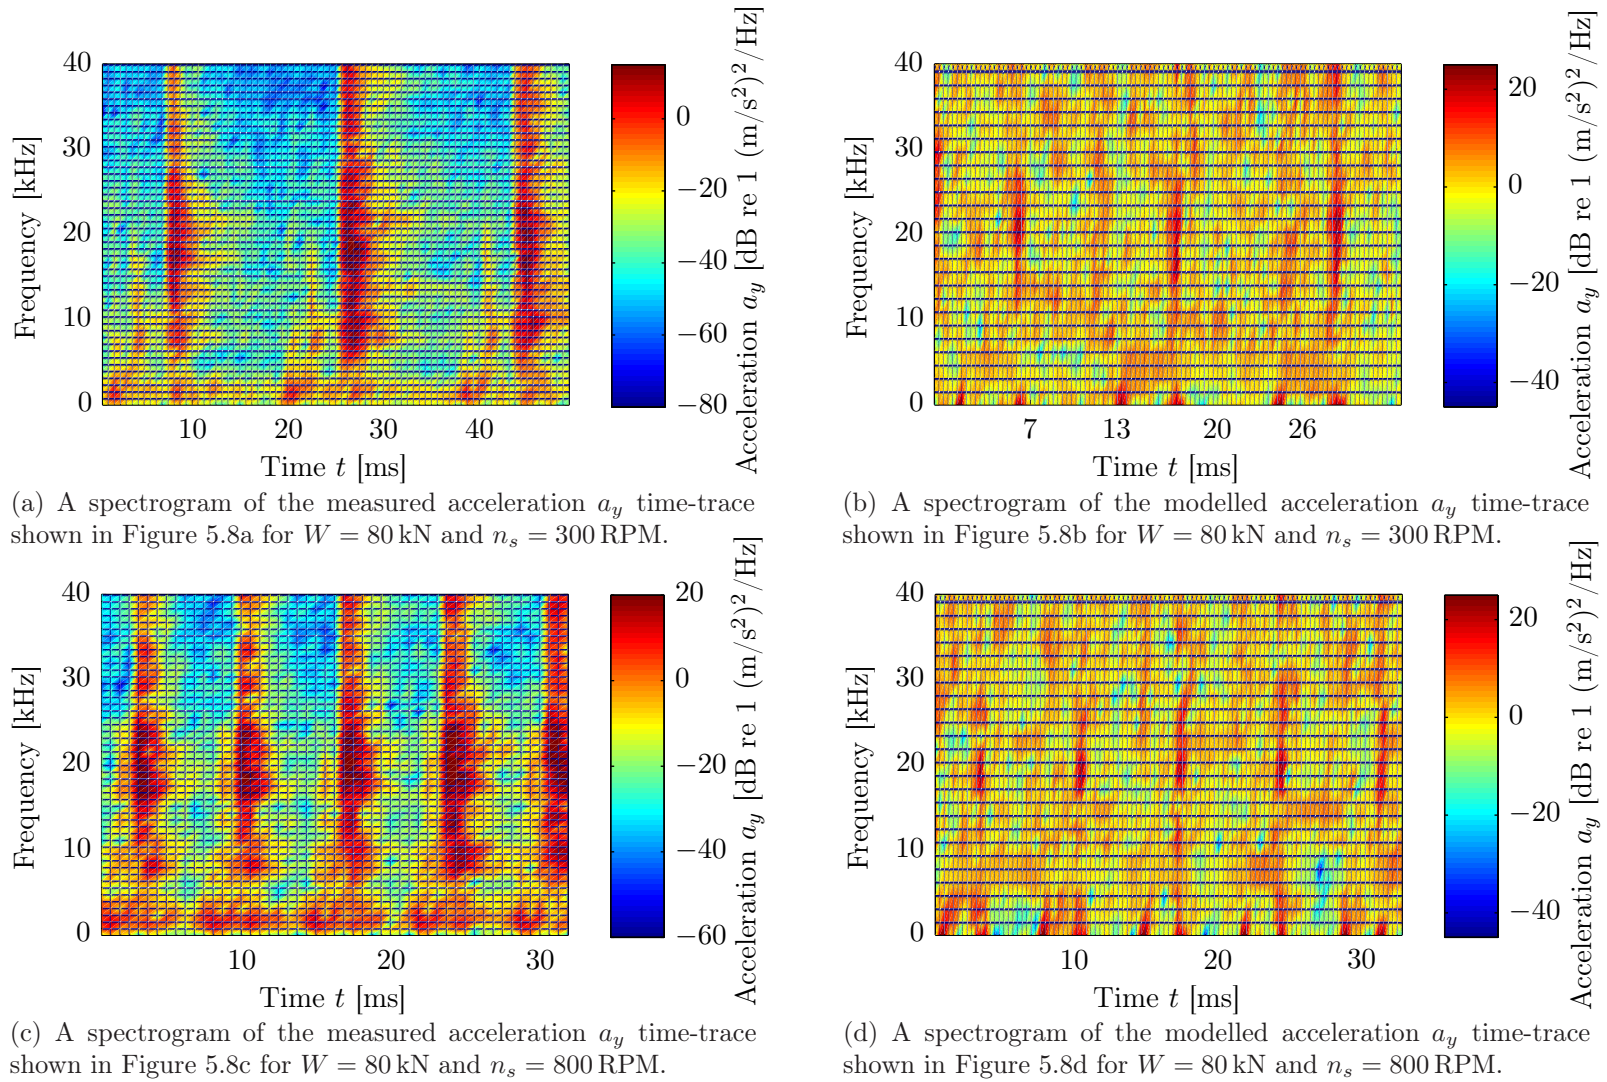 40
30
20
10
0
Frequency [kHz]
10 20 30 40
Time t [ms]
0
−20
−40
−60
−80
Acceleration a_y [dB re 1 (m/s²)²/Hz]
40
30
20
10
0
Frequency [kHz]
7 13 20 26
Time t [ms]
20
0
−20
−40
Acceleration a_y [dB re 1 (m/s²)²/Hz]
(a) A spectrogram of the measured acceleration a_y time-trace
shown in Figure 5.8a for W = 80 kN and n_s = 300 RPM.
(b) A spectrogram of the modelled acceleration a_y time-trace
shown in Figure 5.8b for W = 80 kN and n_s = 300 RPM.
40
30
20
10
0
Frequency [kHz]
10 20 30
Time t [ms]
20
0
−20
−40
−60
Acceleration a_y [dB re 1 (m/s²)²/Hz]
40
30
20
10
0
Frequency [kHz]
10 20 30
Time t [ms]
20
0
−20
−40
Acceleration a_y [dB re 1 (m/s²)²/Hz]
(c) A spectrogram of the measured acceleration a_y time-trace
shown in Figure 5.8c for W = 80 kN and n_s = 800 RPM.
(d) A spectrogram of the modelled acceleration a_y time-trace
shown in Figure 5.8d for W = 80 kN and n_s = 800 RPM.